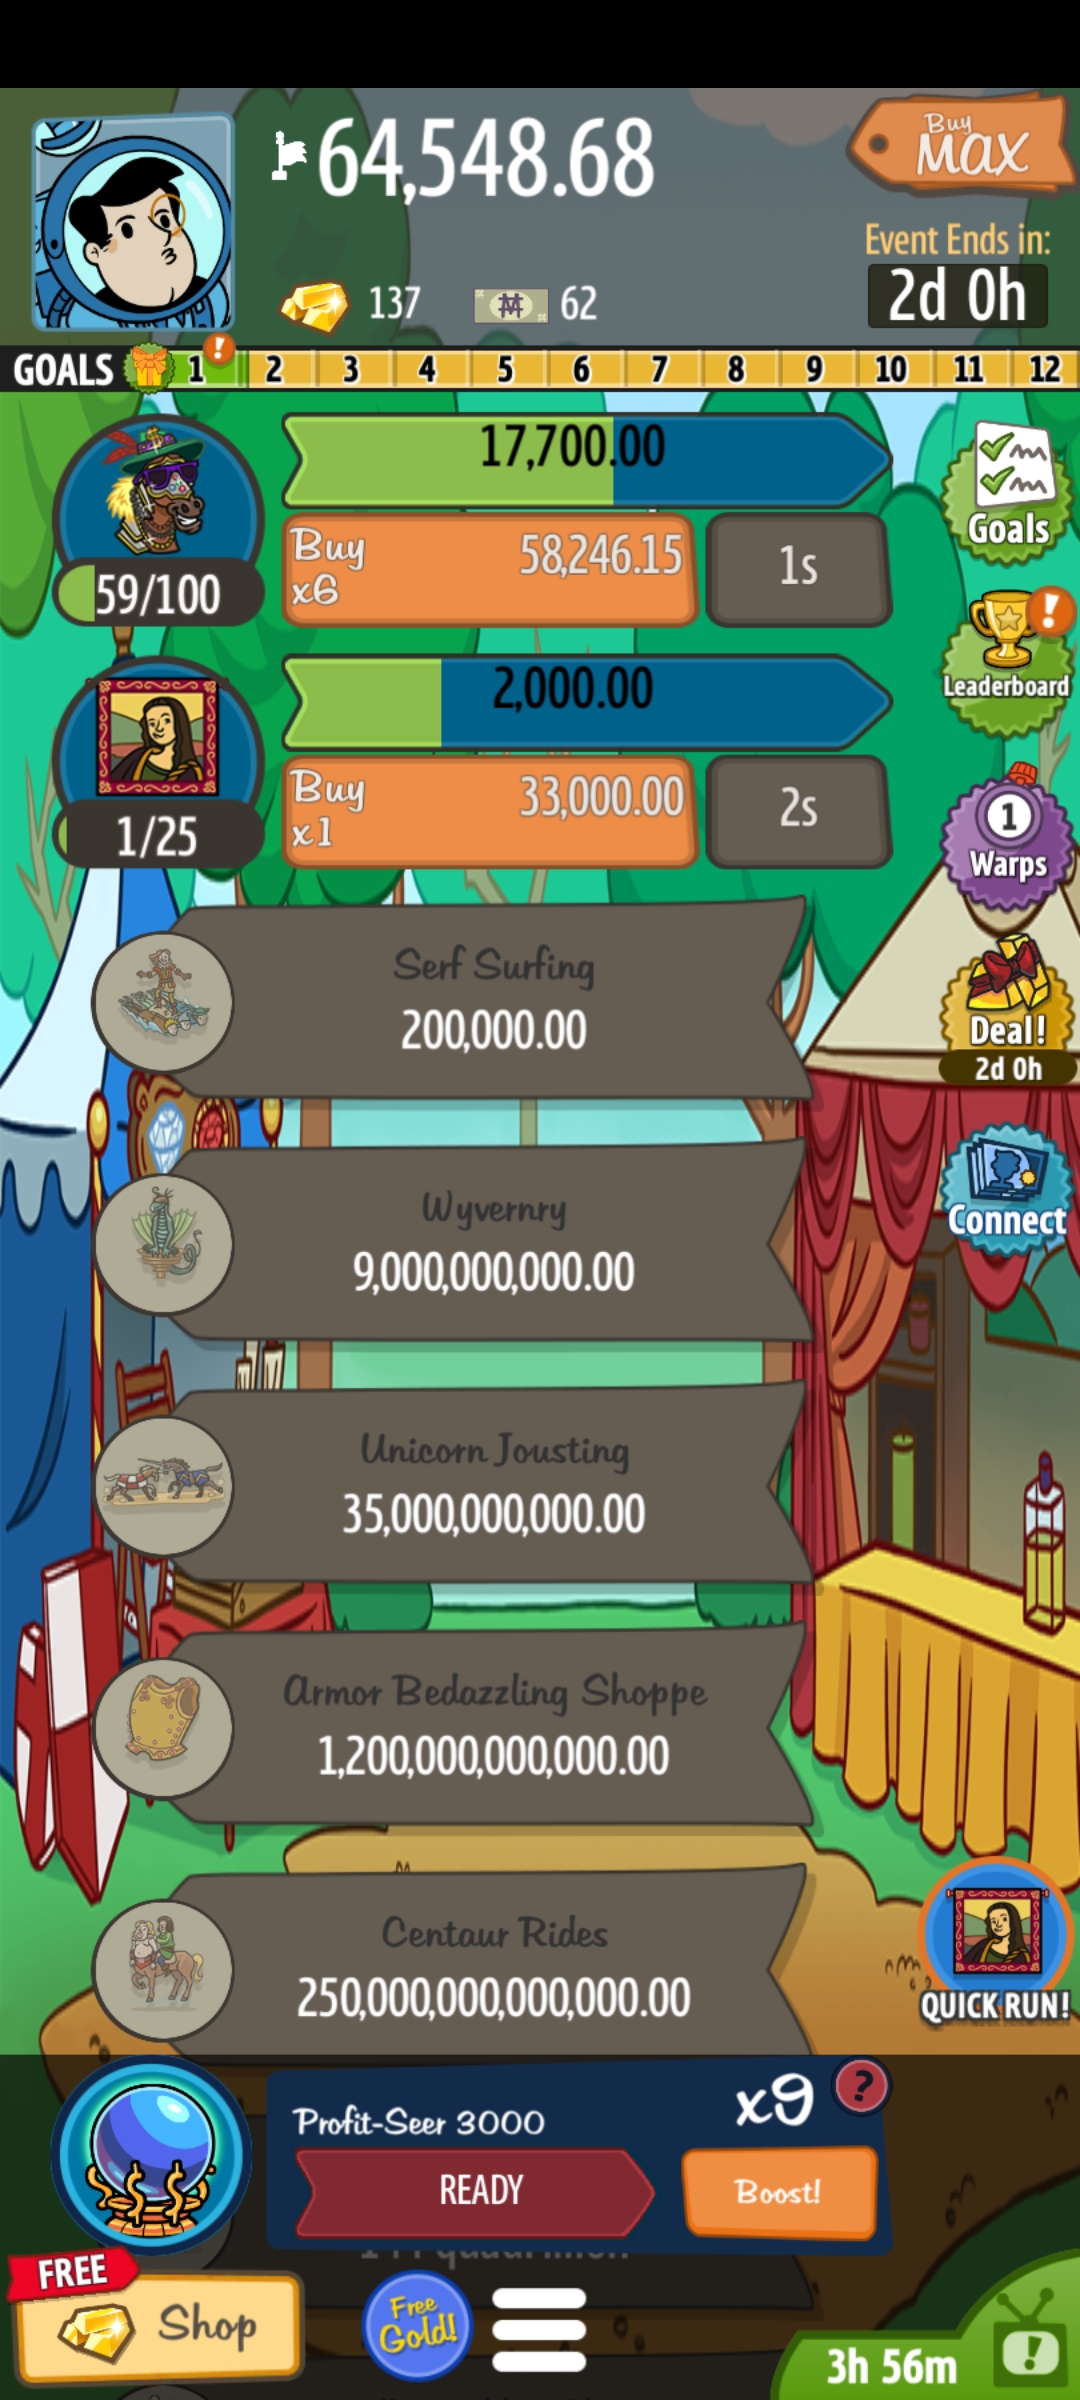 64,548.68
Buy
MAX
Event Ends in:
2d 0h
137
62
GOALS 1 ! 2 3 4 5 6 7 8 9 10 11 12
17,700.00
Buy
x6
58,246.15
1s
59/100
Goals
!
Leaderboard
2,000.00
Buy
x1
33,000.00
2s
1/25
1
Warps
Serf Surfing
200,000.00
Deal!
2d 0h
Wyvernry
9,000,000,000.00
Connect
Unicorn Jousting
35,000,000,000.00
Armor Bedazzling Shoppe
1,200,000,000,000.00
Centaur Rides
250,000,000,000,000.00
QUICK RUN!
Profit-Seer 3000
x9
?
READY
Boost!
FREE
Shop
Free
Gold!
3h 56m
!